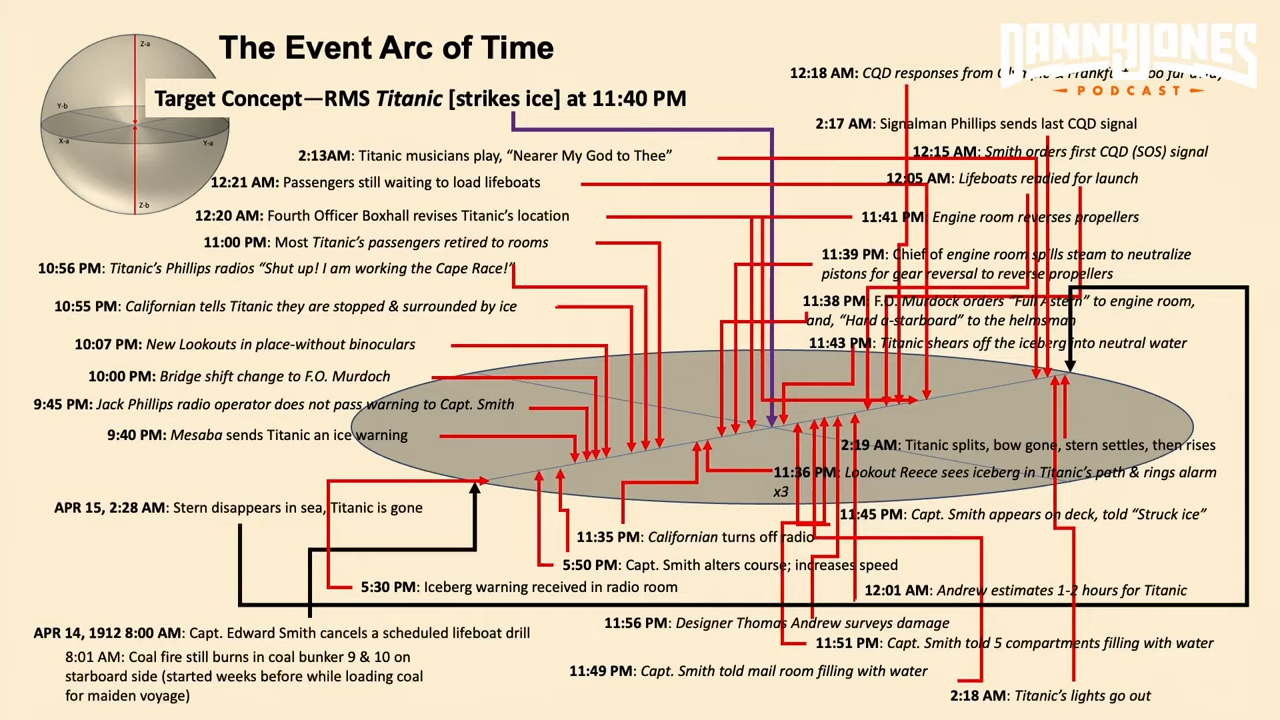 DANNY JONES
PODCAST
The Event Arc of Time
Target Concept—RMS Titanic [strikes ice] at 11:40 PM
Z-a
Y-b
X-a
Y-a
Z-b
12:18 AM: CQD responses from
2:17 AM: Signalman Phillips sends last CQD signal
2:13AM: Titanic musicians play, “Nearer My God to Thee”
12:15 AM: Smith orders first CQD (SOS) signal
12:21 AM: Passengers still waiting to load lifeboats
12:05 AM: Lifeboats readied for launch
12:20 AM: Fourth Officer Boxhall revises Titanic’s location
11:41 PM: Engine room reverses propellers
11:00 PM: Most Titanic’s passengers retired to rooms
11:39 PM: Chief of engine room spills steam to neutralize
pistons for gear reversal to reverse propellers
10:56 PM: Titanic’s Phillips radios “Shut up! I am working the Cape Race!”
10:55 PM: Californian tells Titanic they are stopped & surrounded by ice
11:38 PM: F.O. Murdock orders “Full Astern” to engine room,
and, “Hard a-starboard” to the helmsman
10:07 PM: New Lookouts in place-without binoculars
11:43 PM: Titanic shears off the iceberg into neutral water
10:00 PM: Bridge shift change to F.O. Murdoch
9:45 PM: Jack Phillips radio operator does not pass warning to Capt. Smith
9:40 PM: Mesaba sends Titanic an ice warning
2:19 AM: Titanic splits, bow gone, stern settles, then rises
11:36 PM: Lookout Reece sees iceberg in Titanic’s path & rings alarm
x3
APR 15, 2:28 AM: Stern disappears in sea, Titanic is gone
11:45 PM: Capt. Smith appears on deck, told “Struck ice”
11:35 PM: Californian turns off radio
5:50 PM: Capt. Smith alters course; increases speed
5:30 PM: Iceberg warning received in radio room
12:01 AM: Andrew estimates 1-2 hours for Titanic
11:56 PM: Designer Thomas Andrew surveys damage
APR 14, 1912 8:00 AM: Capt. Edward Smith cancels a scheduled lifeboat drill
11:51 PM: Capt. Smith told 5 compartments filling with water
8:01 AM: Coal fire still burns in coal bunker 9 & 10 on
starboard side (started weeks before while loading coal
for maiden voyage)
11:49 PM: Capt. Smith told mail room filling with water
2:18 AM: Titanic’s lights go out